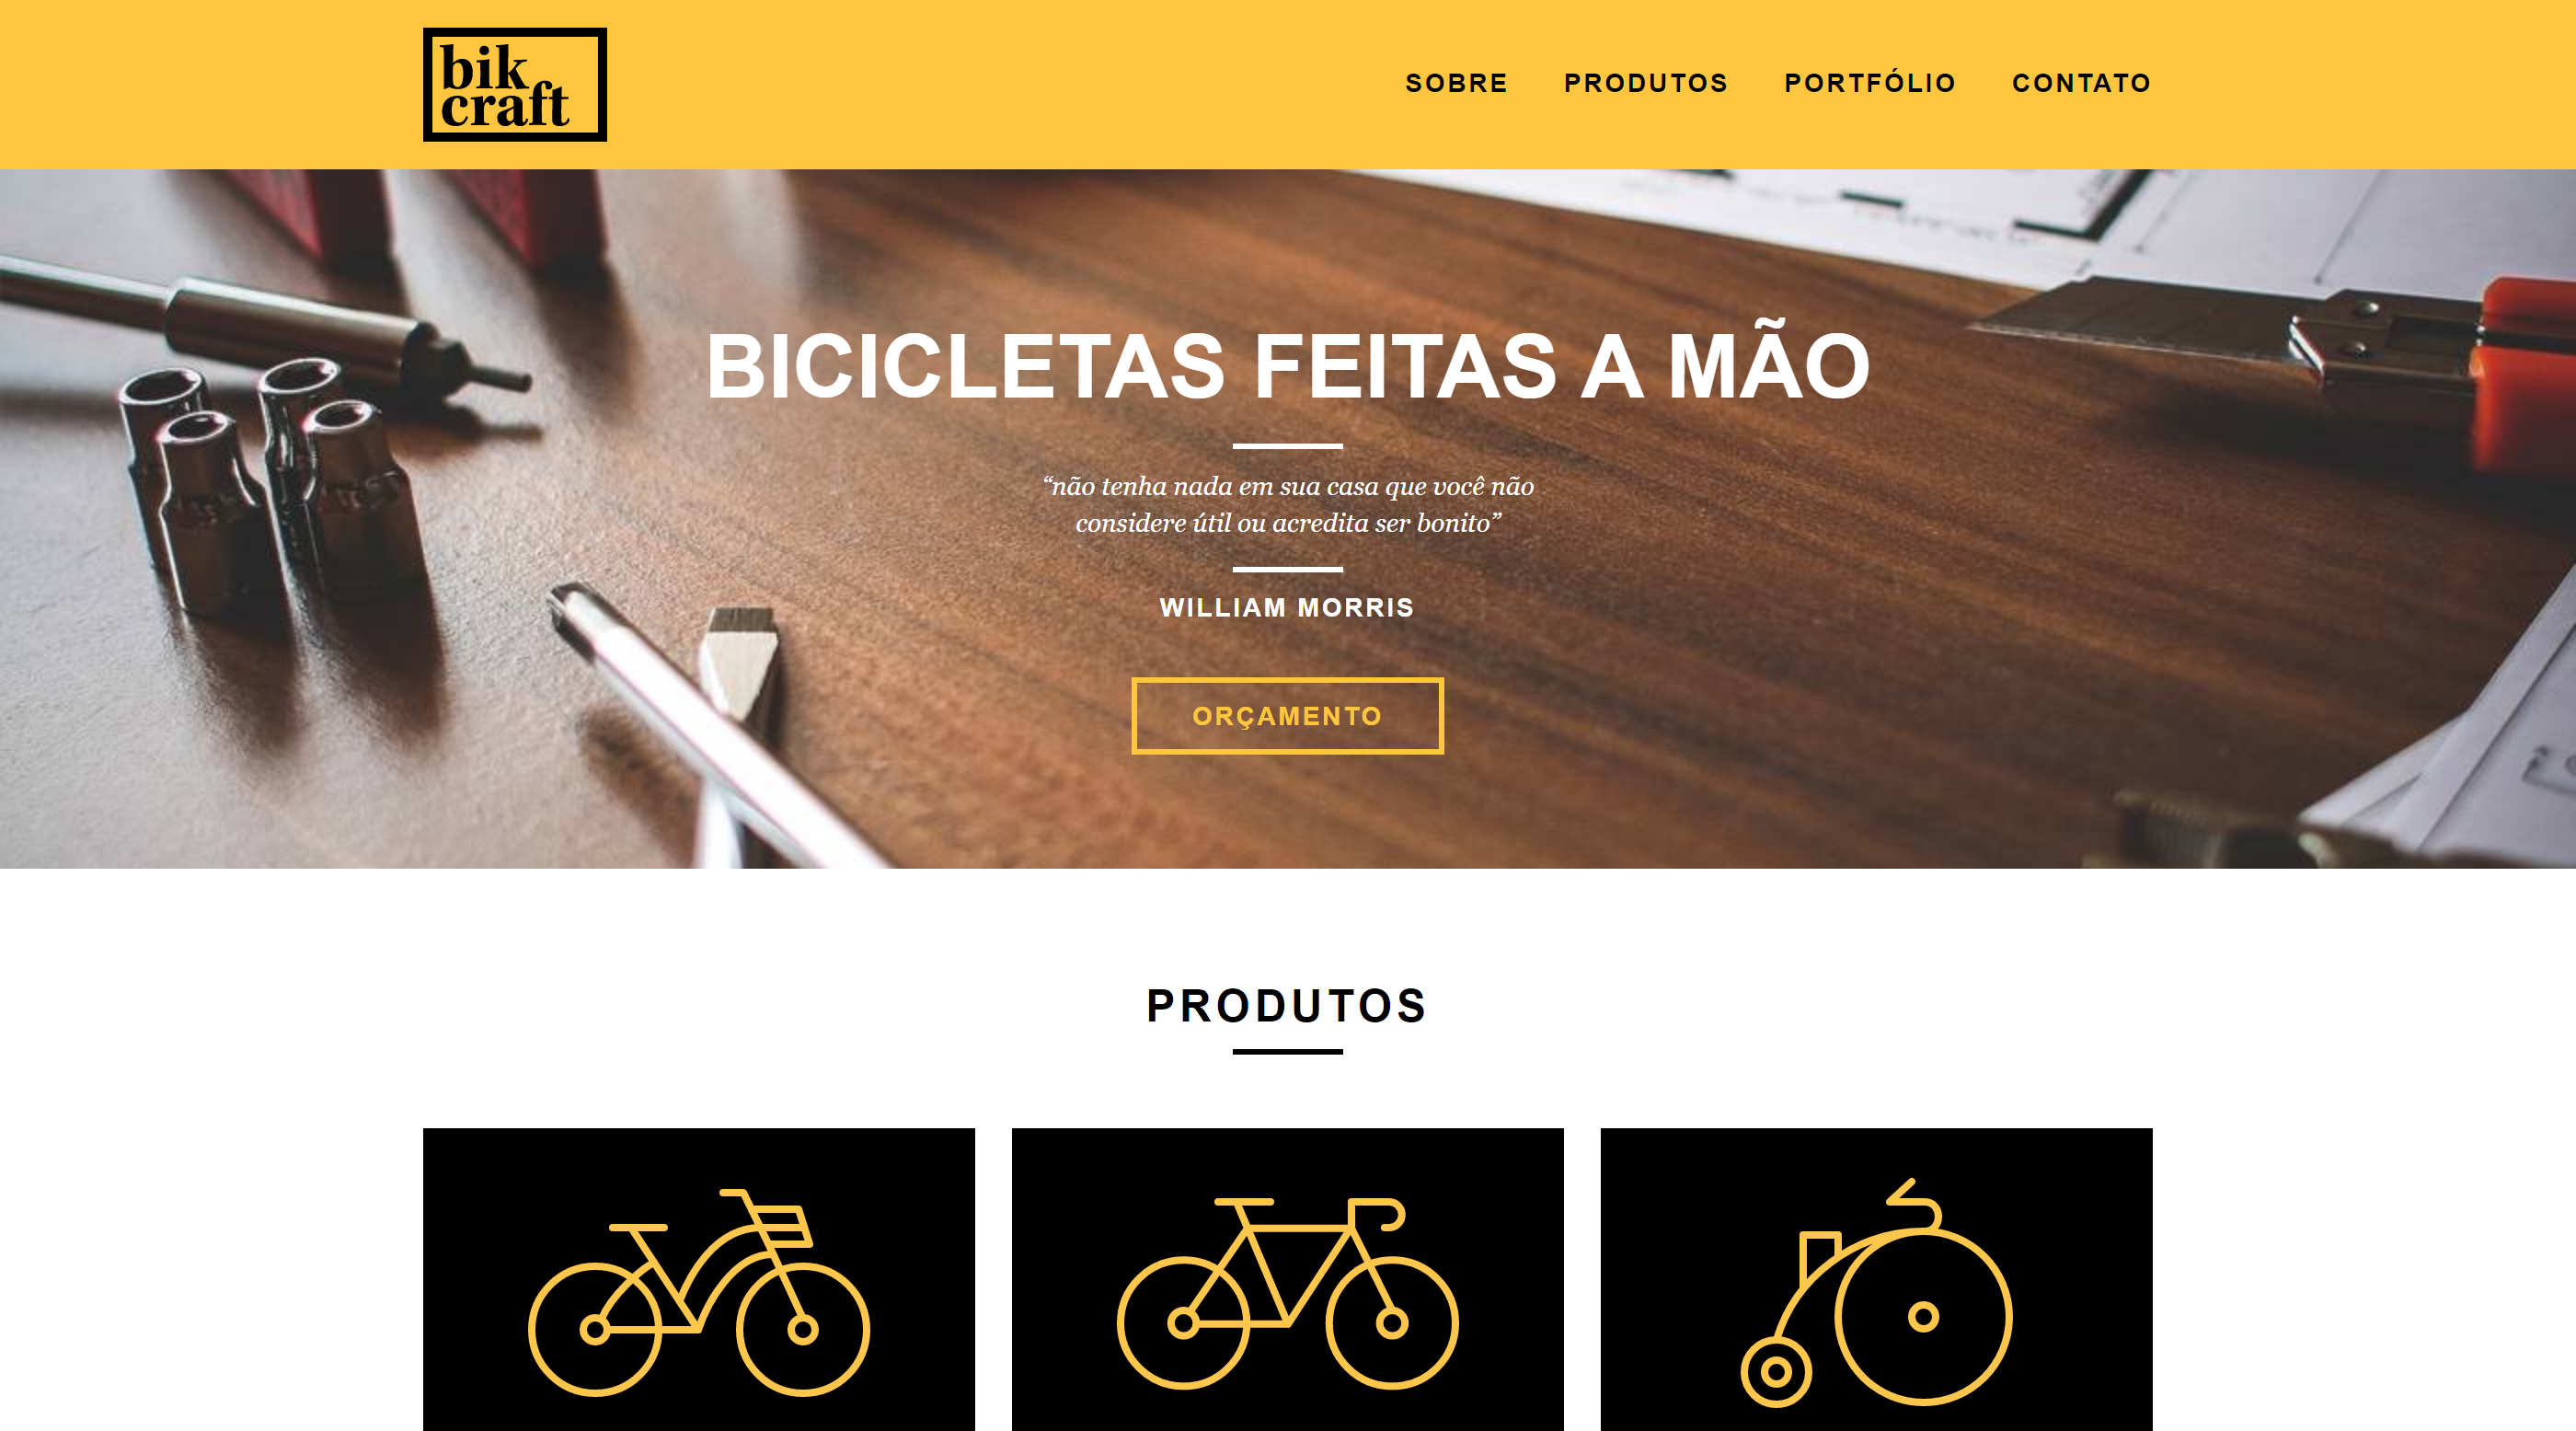 bik
craft
SOBRE PRODUTOS PORTFÓLIO CONTATO
BICICLETAS FEITAS A MÃO
“não tenha nada em sua casa que você não
considere útil ou acredita ser bonito”
WILLIAM MORRIS
ORÇAMENTO
PRODUTOS